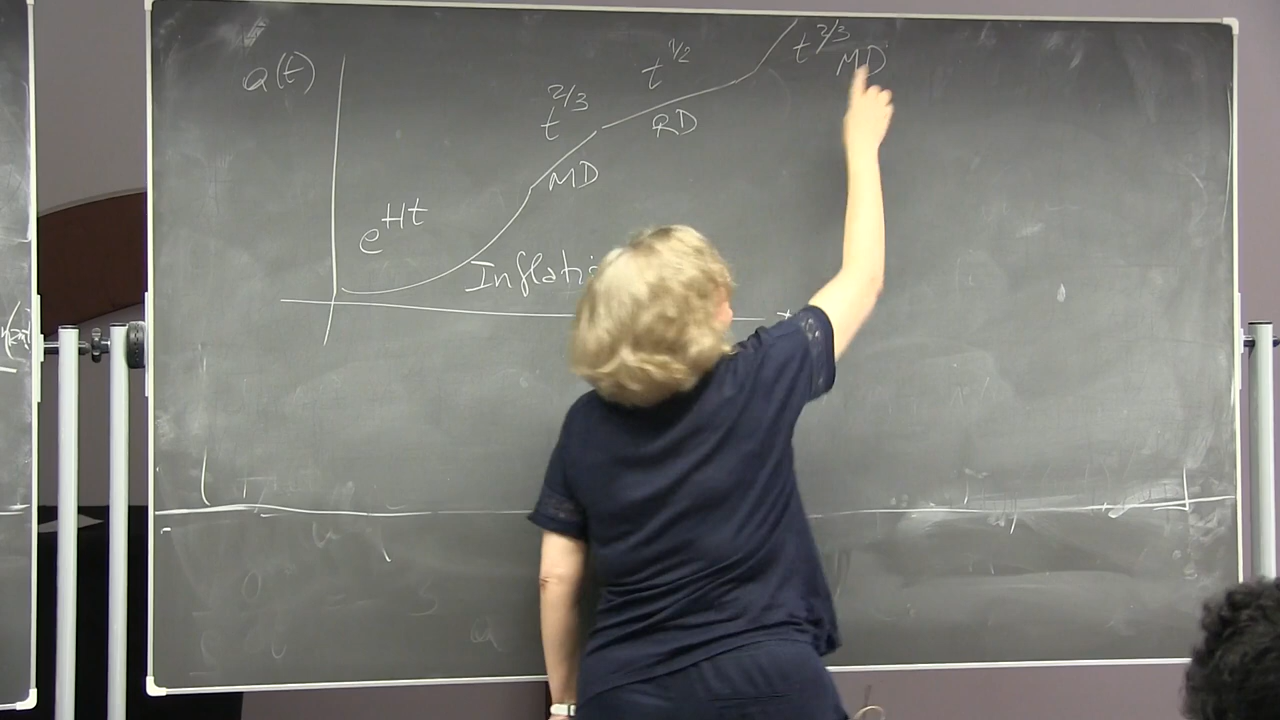 a(t)
e^{Ht}
Inflati
t^{2/3}
MD
t^{1/2}
RD
t^{2/3}
MD